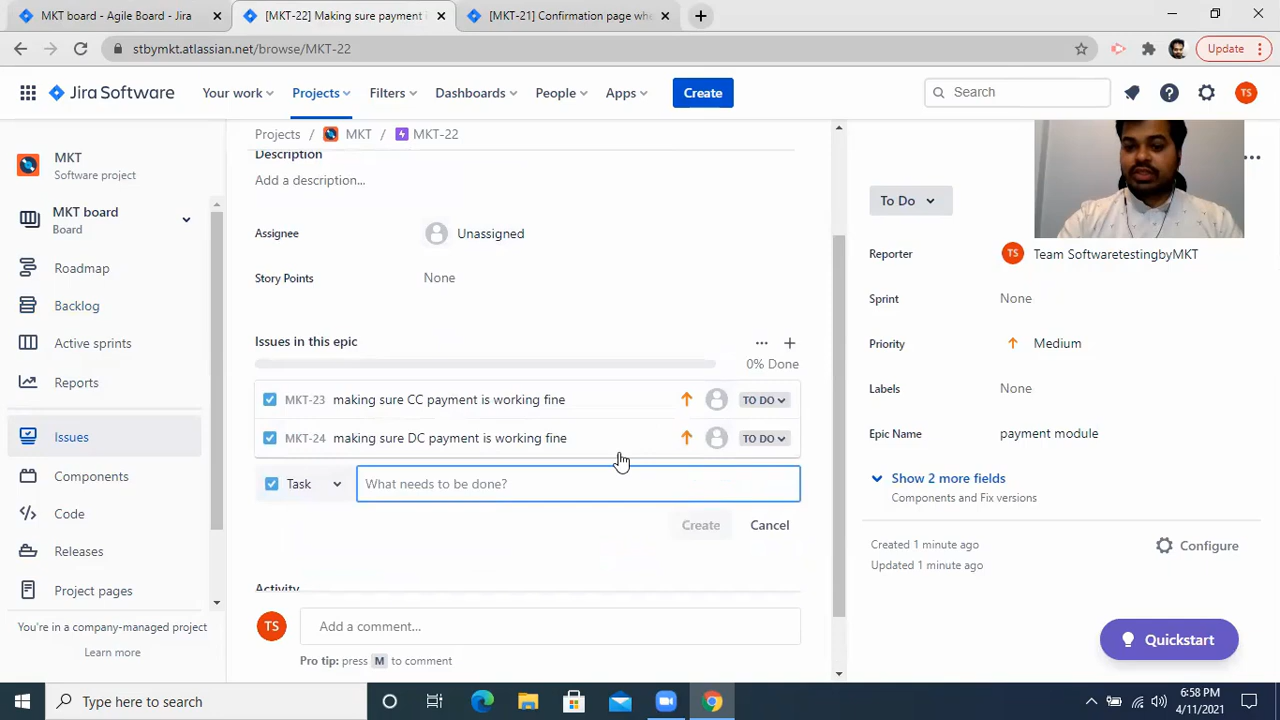 MKT board - Agile Board - Jira
[MKT-22] Making sure payment i
[MKT-21] Confirmation page whe
stbymkt.atlassian.net/browse/MKT-22
Update
Jira Software
Your work
Projects
Filters
Dashboards
People
Apps
Create
Search
TS
MKT
Software project
MKT board
Board
Roadmap
Backlog
Active sprints
Reports
Issues
Components
Code
Releases
Project pages
You're in a company-managed project
Learn more
Projects / MKT / MKT-22
Description
Add a description...
Assignee
Unassigned
Story Points
None
Issues in this epic
0% Done
MKT-23 making sure CC payment is working fine TO DO
MKT-24 making sure DC payment is working fine TO DO
Task What needs to be done?
Create Cancel
Activity
TS Add a comment...
Pro tip: press M to comment
To Do
Reporter
TS Team SoftwaretestingbyMKT
Sprint
None
Priority
Medium
Labels
None
Epic Name
payment module
Show 2 more fields
Components and Fix versions
Created 1 minute ago
Updated 1 minute ago
Configure
Quickstart
Type here to search
6:58 PM
4/11/2021